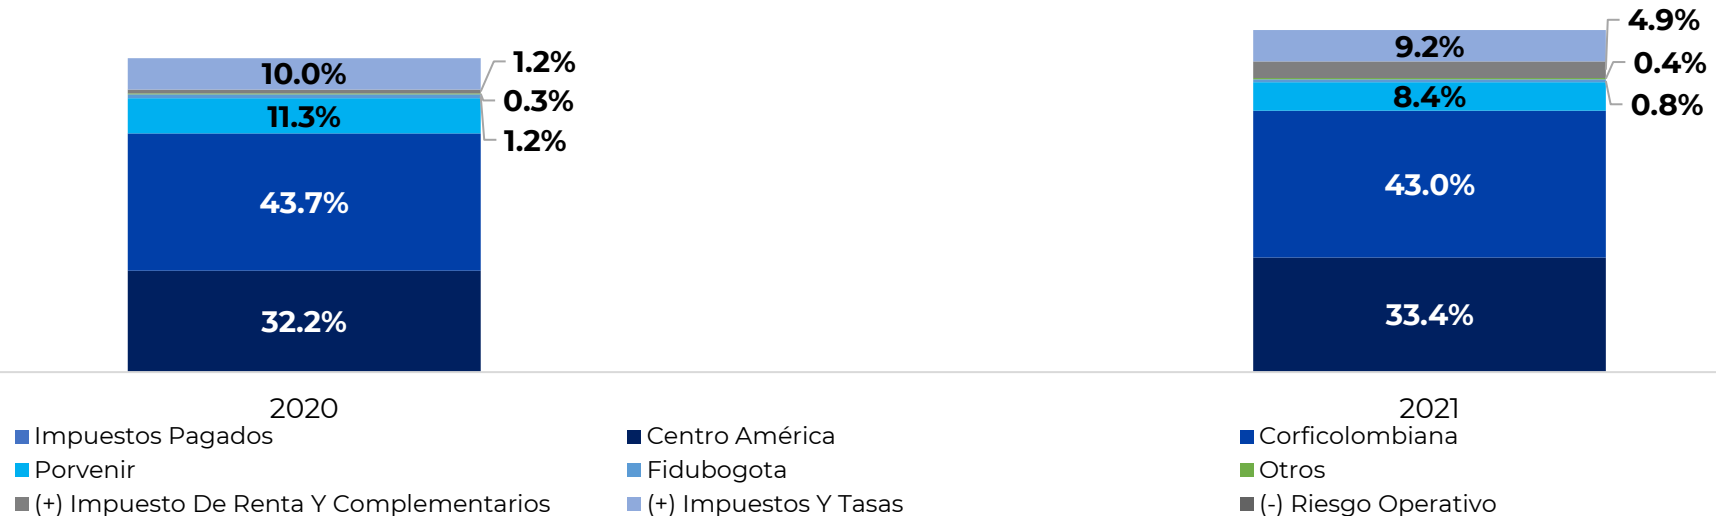 4.9%
10.0%
1.2%
9.2%
0.4%
11.3%
0.3%
8.4%
0.8%
1.2%
43.7%
43.0%
32.2%
33.4%
2020
2021
Impuestos Pagados
Centro América
Corficolombiana
Porvenir
Fidubogota
Otros
(+) Impuesto De Renta Y Complementarios
(+) Impuestos Y Tasas
(-) Riesgo Operativo